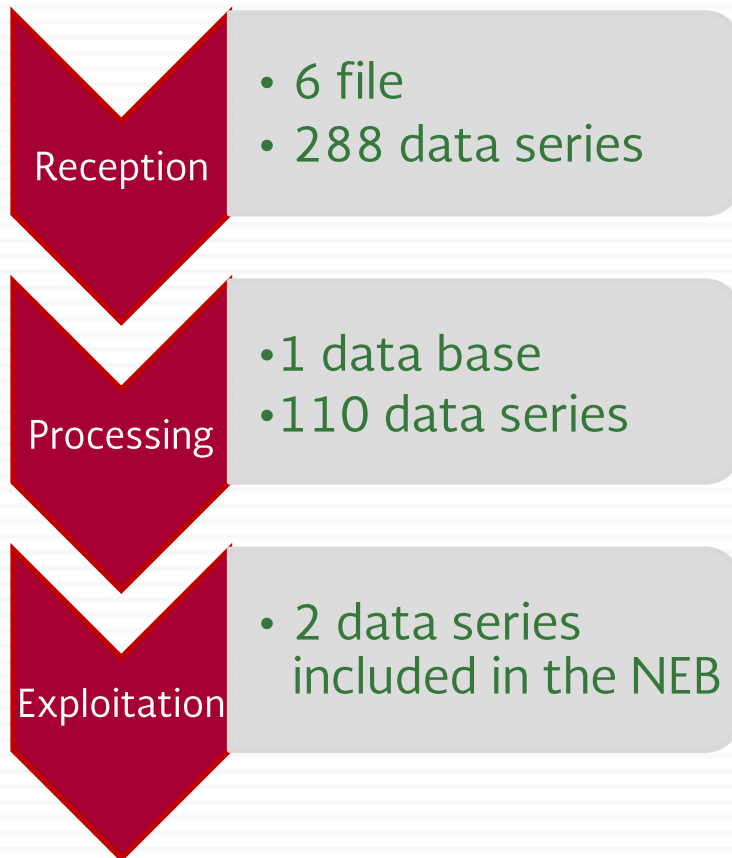 Reception
• 6 file
• 288 data series
Processing
•1 data base
•110 data series
Exploitation
• 2 data series
included in the NEB